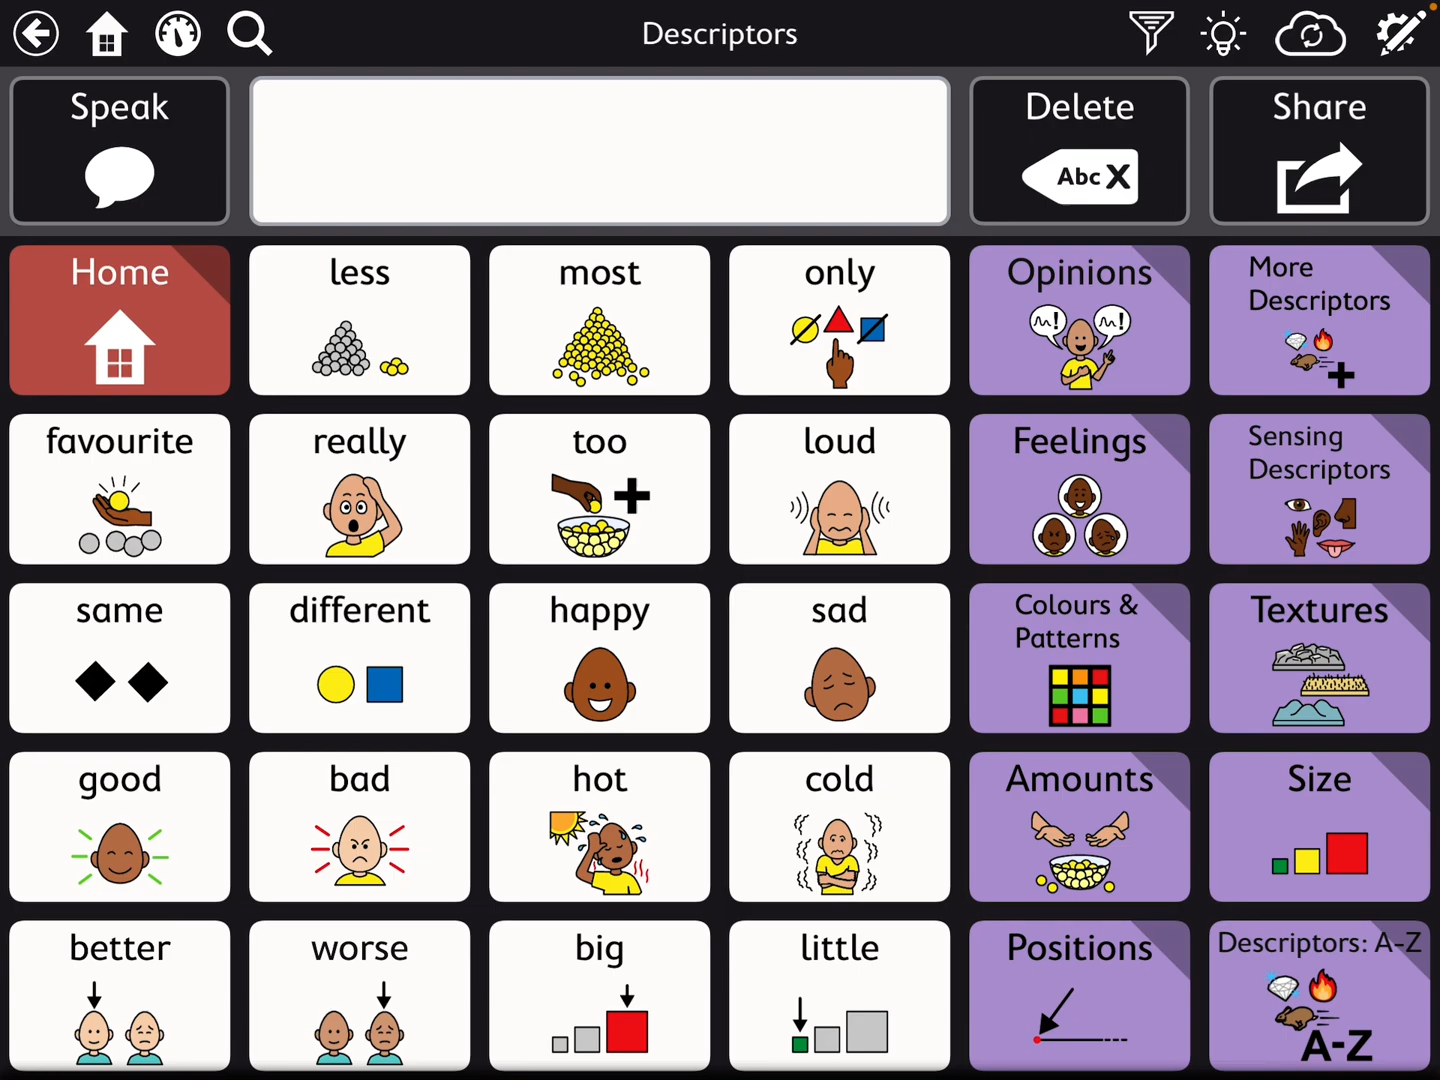 Descriptors
Speak
Delete
Abc X
Share
Home
less
most
only
Opinions
More
Descriptors
favourite
really
too
loud
Feelings
Sensing
Descriptors
same
different
happy
sad
Colours &
Patterns
Textures
good
bad
hot
cold
Amounts
Size
better
worse
big
little
Positions
Descriptors: A-Z
A-Z